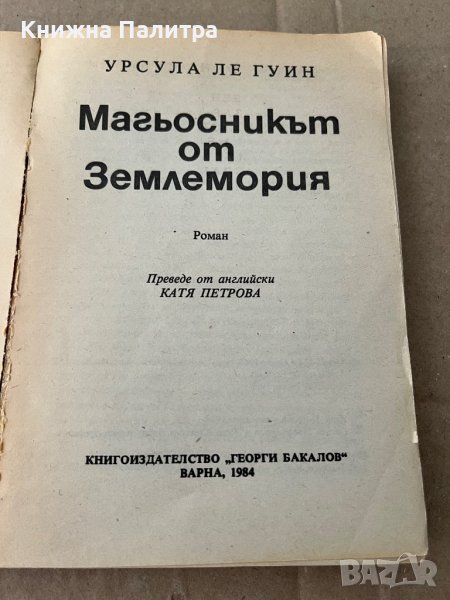 Книжна Палитра
УРСУЛА ЛЕ ГУИН
Магьосникът
от
Землемория
Роман
Преведе от английски
КАТЯ ПЕТРОВА
КНИГОИЗДАТЕЛСТВО „ГЕОРГИ БАКАЛОВ“
ВАРНА, 1984
BAZAR